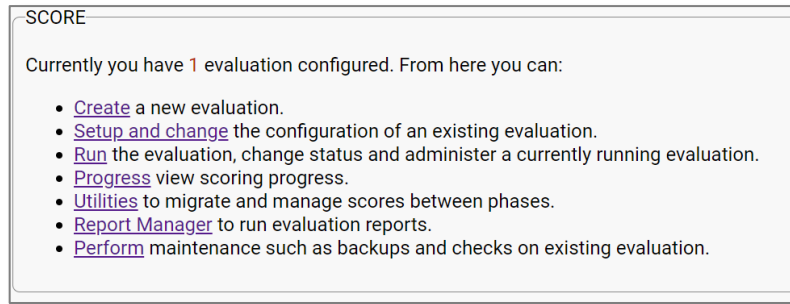 SCORE
Currently you have 1 evaluation configured. From here you can:
• Create a new evaluation.
• Setup and change the configuration of an existing evaluation.
• Run the evaluation, change status and administer a currently running evaluation.
• Progress view scoring progress.
• Utilities to migrate and manage scores between phases.
• Report Manager to run evaluation reports.
• Perform maintenance such as backups and checks on existing evaluation.